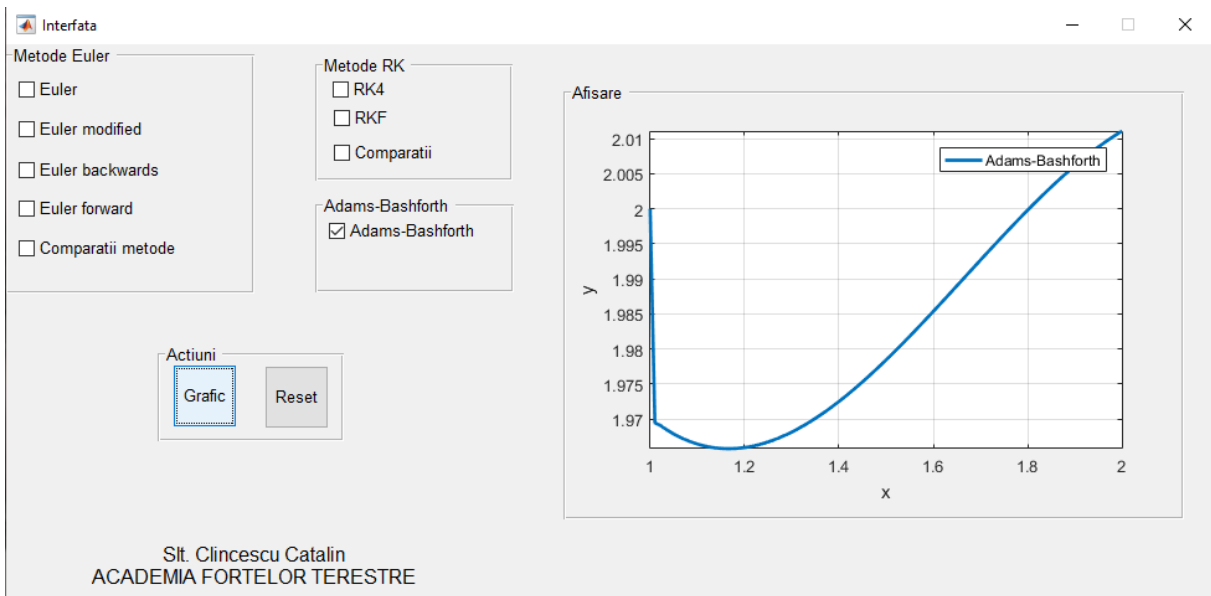 Interfata
Metode Euler
Euler
Euler modified
Euler backwards
Euler forward
Comparatii metode
Metode RK
RK4
RKF
Comparatii
Adams-Bashforth
Adams-Bashforth
Actiuni
Grafic
Reset
Afisare
Adams-Bashforth
2.01
2.005
2
1.995
1.99
1.985
1.98
1.975
1.97
y
1 1.2 1.4 1.6 1.8 2
x
Slt. Clincescu Catalin
ACADEMIA FORTELOR TERESTRE